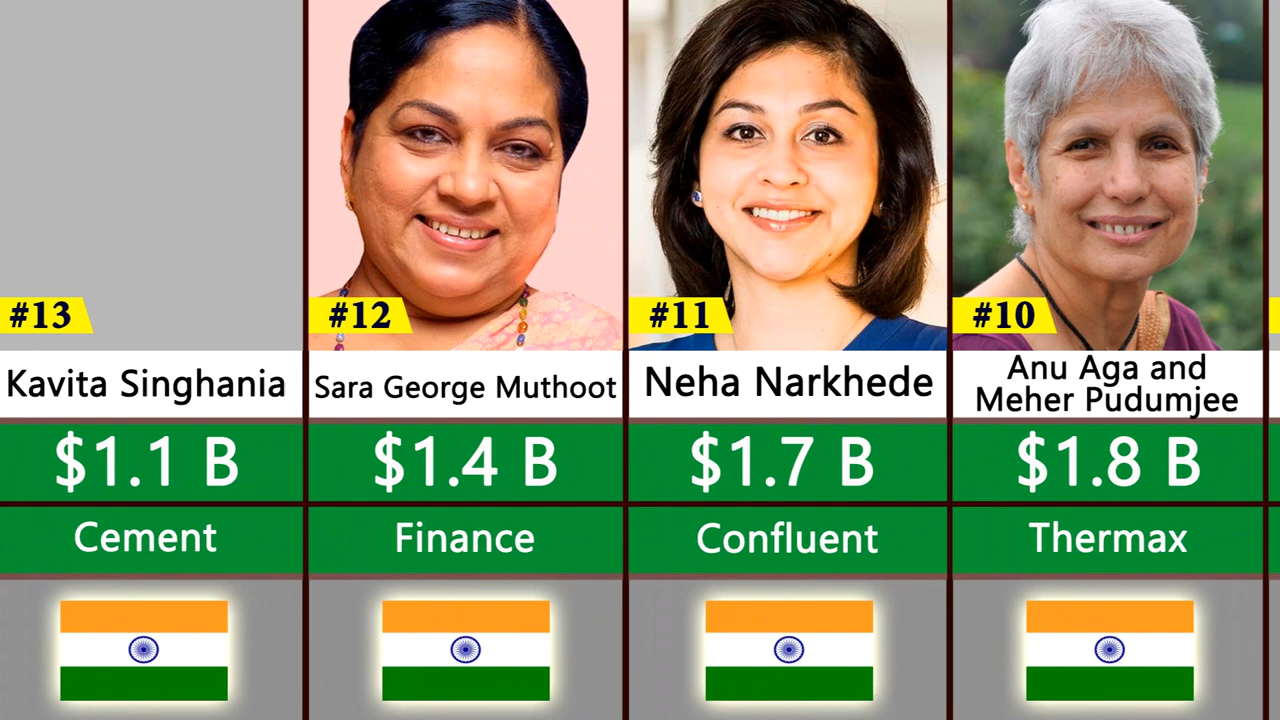 #13
Kavita Singhania
$1.1 B
Cement
#12
Sara George Muthoot
$1.4 B
Finance
#11
Neha Narkhede
$1.7 B
Confluent
#10
Anu Aga and
Meher Pudumjee
$1.8 B
Thermax